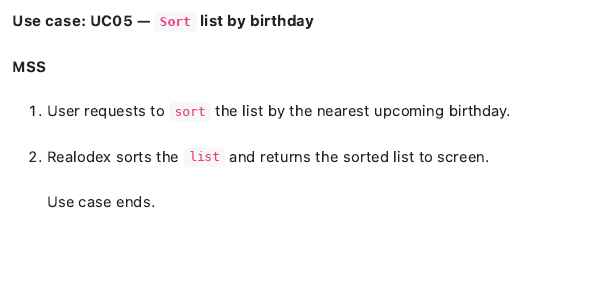 Use case: UC05 — Sort list by birthday
MSS
1. User requests to sort the list by the nearest upcoming birthday.
2. Realodex sorts the list and returns the sorted list to screen.
Use case ends.